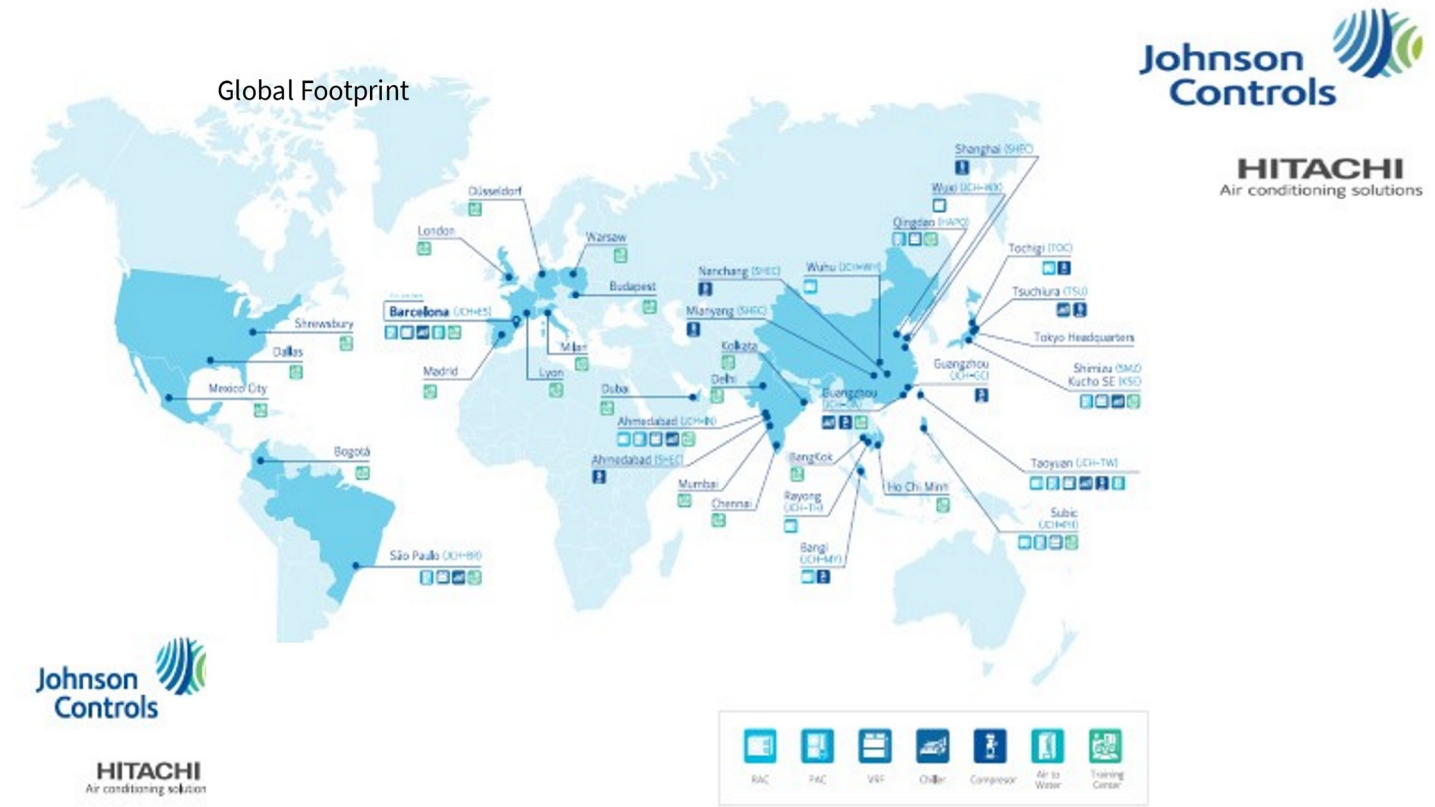 Global Footprint
Johnson
Controls
HITACHI
Air conditioning solutions
Shanghai (SHEC)
Wuxi (JCH-WX)
Qingdao (HAPQ)
Düsseldorf
London
Warsaw
Budapest
Barcelona (JCH-ES)
Milan
Madrid
Lyon
Nanchang (SHEC)
Wuhu (JCH-WH)
Mianyang (SHEC)
Kolkata
Delhi
Dubai
Tochigi (TOC)
Tsuchiura (TSU)
Tokyo Headquarters
Shimizu (SMZ)
Kucho SE (KSE)
Guangzhou
(JCH-GC)
Guangzhou
Shrewsbury
Dallas
Mexico City
Bogotá
São Paulo (JCH-BR)
Ahmedabad (JCH-IN)
Ahmedabad (SHEC)
Mumbai
Chennai
BangKok
Rayong
(JCH-TH)
Ho Chi Minh
Bangi
(JCH-MY)
Taoyuan (JCH-TW)
Subic
(JCH-PH)
Johnson
Controls
HITACHI
Air conditioning solution
RAC
PAC
VRF
Chiller
Compresor
Air to
Water
Training
Center